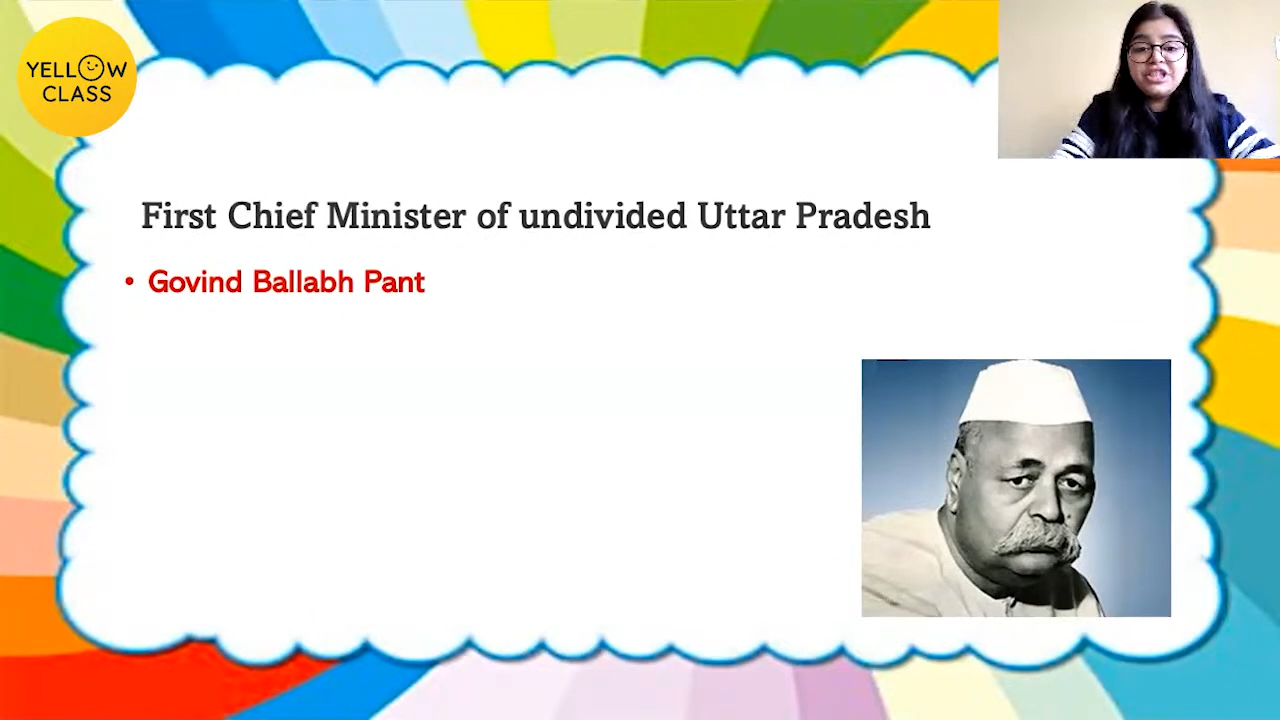 YELLOW
CLASS
First Chief Minister of undivided Uttar Pradesh
• Govind Ballabh Pant